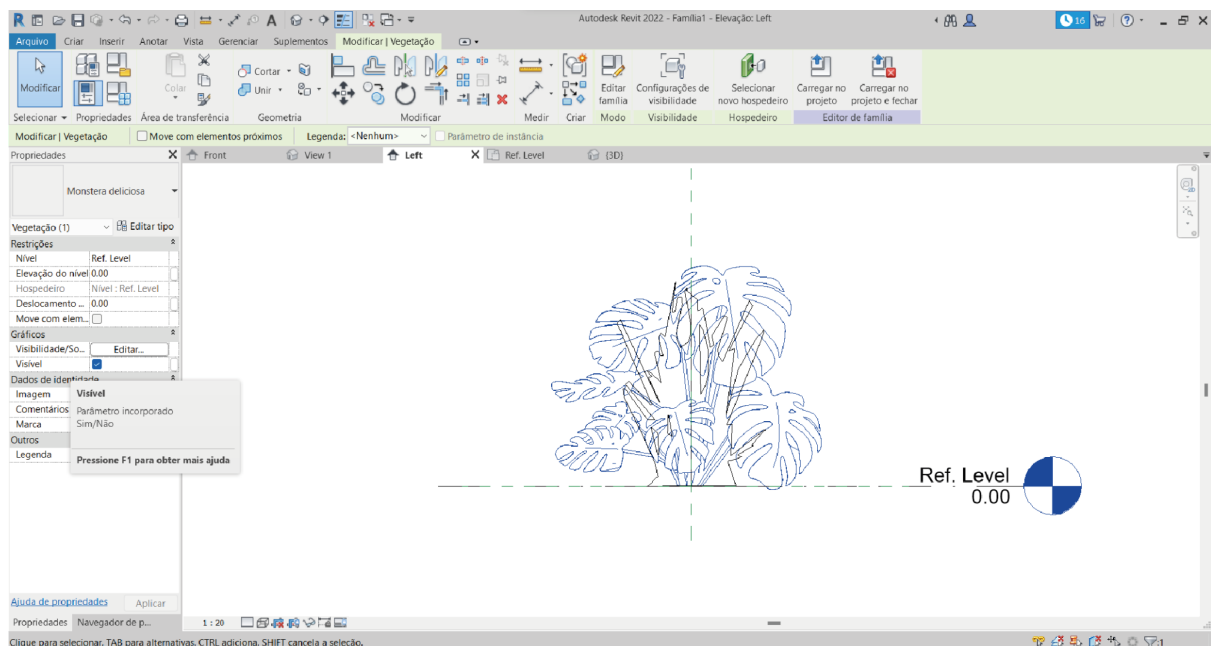 Autodesk Revit 2022 - Família1 - Elevação: Left
16
Arquivo Criar Inserir Anotar Vista Gerenciar Suplementos Modificar | Vegetação
Modificar
Colar
Cortar
Unir
Editar família
Configurações de visibilidade
Selecionar novo hospedeiro
Carregar no projeto
Carregar no projeto e fechar
Selecionar Propriedades Área de transferência Geometria Modificar Medir Criar Modo Visibilidade Hospedeiro Editor de família
Modificar | Vegetação Move com elementos próximos Legenda: <Nenhum> Parâmetro de instância
Propriedades X Front View 1 Left X Ref. Level {3D}
Monstera deliciosa
Vegetação (1) Editar tipo
Restrições
Nível Ref. Level
Elevação do nível 0.00
Hospedeiro Nível : Ref. Level
Deslocamento ... 0.00
Move com elem...
Gráficos
Visibilidade/So... Editar...
Visível
Dados de identidade
Imagem
Comentários
Marca
Outros
Legenda
Visível
Parâmetro incorporado
Sim/Não
Pressione F1 para obter mais ajuda
Ref. Level
0.00
Ajuda de propriedades Aplicar
Propriedades Navegador de p...
1 : 20
Clique para selecionar, TAB para alternativas, CTRL adiciona, SHIFT cancela a seleção.
:1